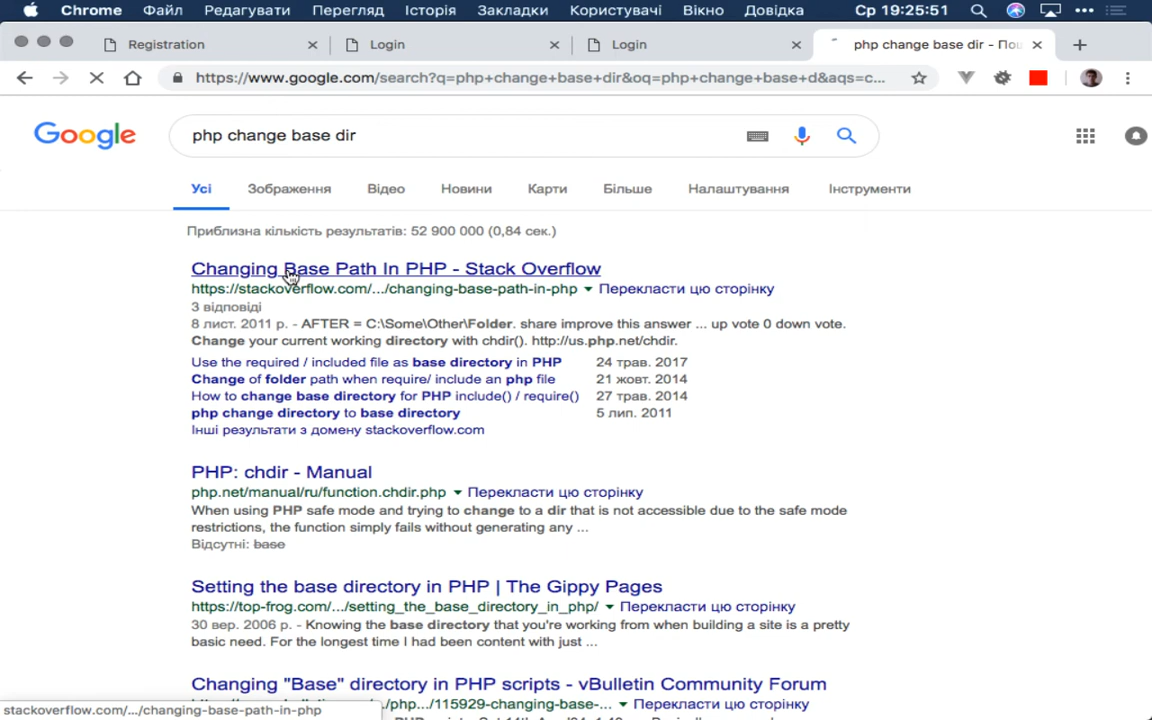 Chrome Файл Редагувати Перегляд Історія Закладки Користувачі Вікно Довідка Ср 19:25:51
Registration Login Login php change base dir - По
https://www.google.com/search?q=php+change+base+dir&oq=php+change+base+d&aqs=c...
Google php change base dir
Усі Зображення Відео Новини Карти Більше Налаштування Інструменти
Приблизна кількість результатів: 52 900 000 (0,84 сек.)
Changing Base Path In PHP - Stack Overflow
https://stackoverflow.com/.../changing-base-path-in-php Перекласти цю сторінку
3 відповіді
8 лист. 2011 р. - AFTER = C:\Some\Other\Folder. share improve this answer ... up vote 0 down vote.
Change your current working directory with chdir(). http://us.php.net/chdir.
Use the required / included file as base directory in PHP 24 трав. 2017
Change of folder path when require/ include an php file 21 жовт. 2014
How to change base directory for PHP include() / require() 27 трав. 2014
php change directory to base directory 5 лип. 2011
Інші результати з домену stackoverflow.com
PHP: chdir - Manual
php.net/manual/ru/function.chdir.php Перекласти цю сторінку
When using PHP safe mode and trying to change to a dir that is not accessible due to the safe mode
restrictions, the function simply fails without generating any ...
Відсутні: base
Setting the base directory in PHP | The Gippy Pages
https://top-frog.com/.../setting_the_base_directory_in_php/ Перекласти цю сторінку
30 вер. 2006 р. - Knowing the base directory that you're working from when building a site is a pretty
basic need. For the longest time I had been content with just ...
Changing "Base" directory in PHP scripts - vBulletin Community Forum
/php.../115929-changing-base-... Перекласти цю сторінку
stackoverflow.com/.../changing-base-path-in-php